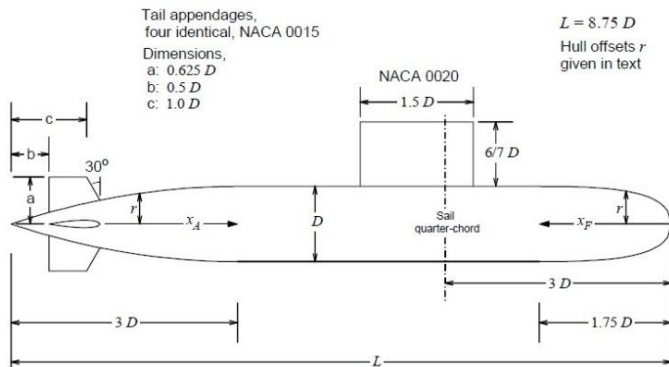 Tail appendages,
four identical, NACA 0015
Dimensions,
a: 0.625 D
b: 0.5 D
c: 1.0 D
L = 8.75 D
Hull offsets r
given in text
NACA 0020
1.5 D
c
b
30º
a
6/7 D
r
x_A
D
Sail
quarter-chord
x_F
r
3 D
3 D
1.75 D
L